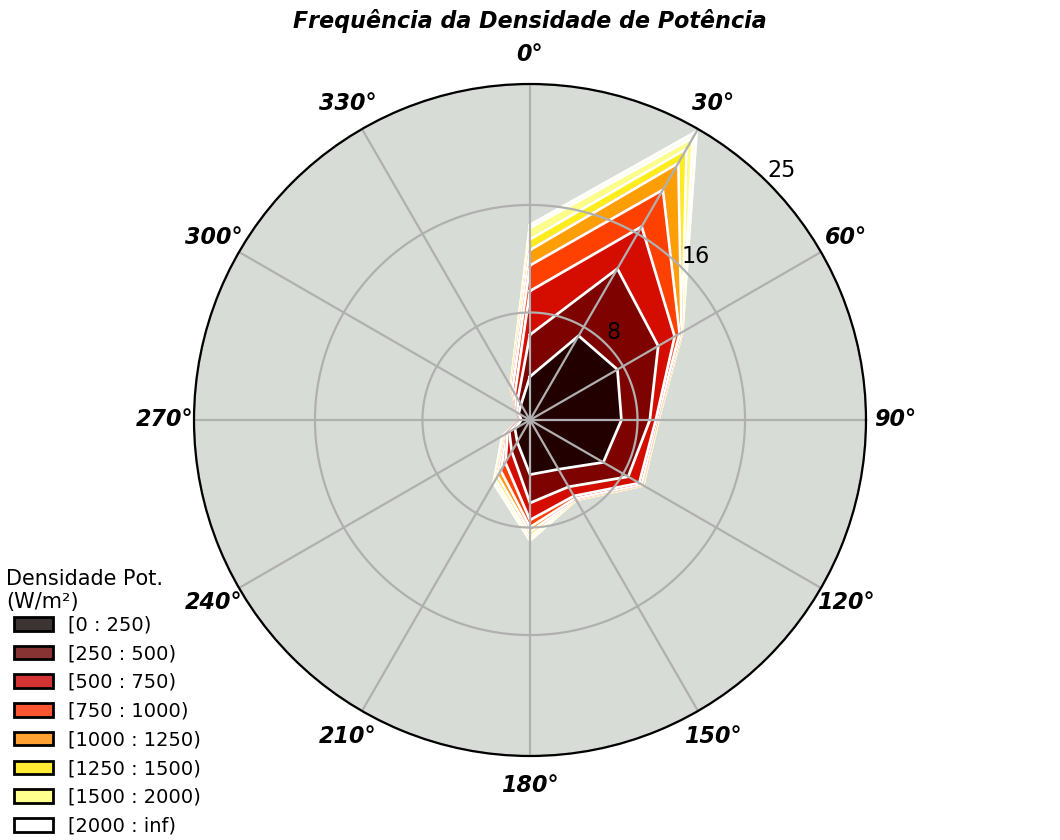 Frequência da Densidade de Potência
0°
330°
30°
25
300°
60°
16
8
270°
90°
240°
120°
210°
150°
180°
Densidade Pot.
(W/m²)
[0 : 250)
[250 : 500)
[500 : 750)
[750 : 1000)
[1000 : 1250)
[1250 : 1500)
[1500 : 2000)
[2000 : inf)